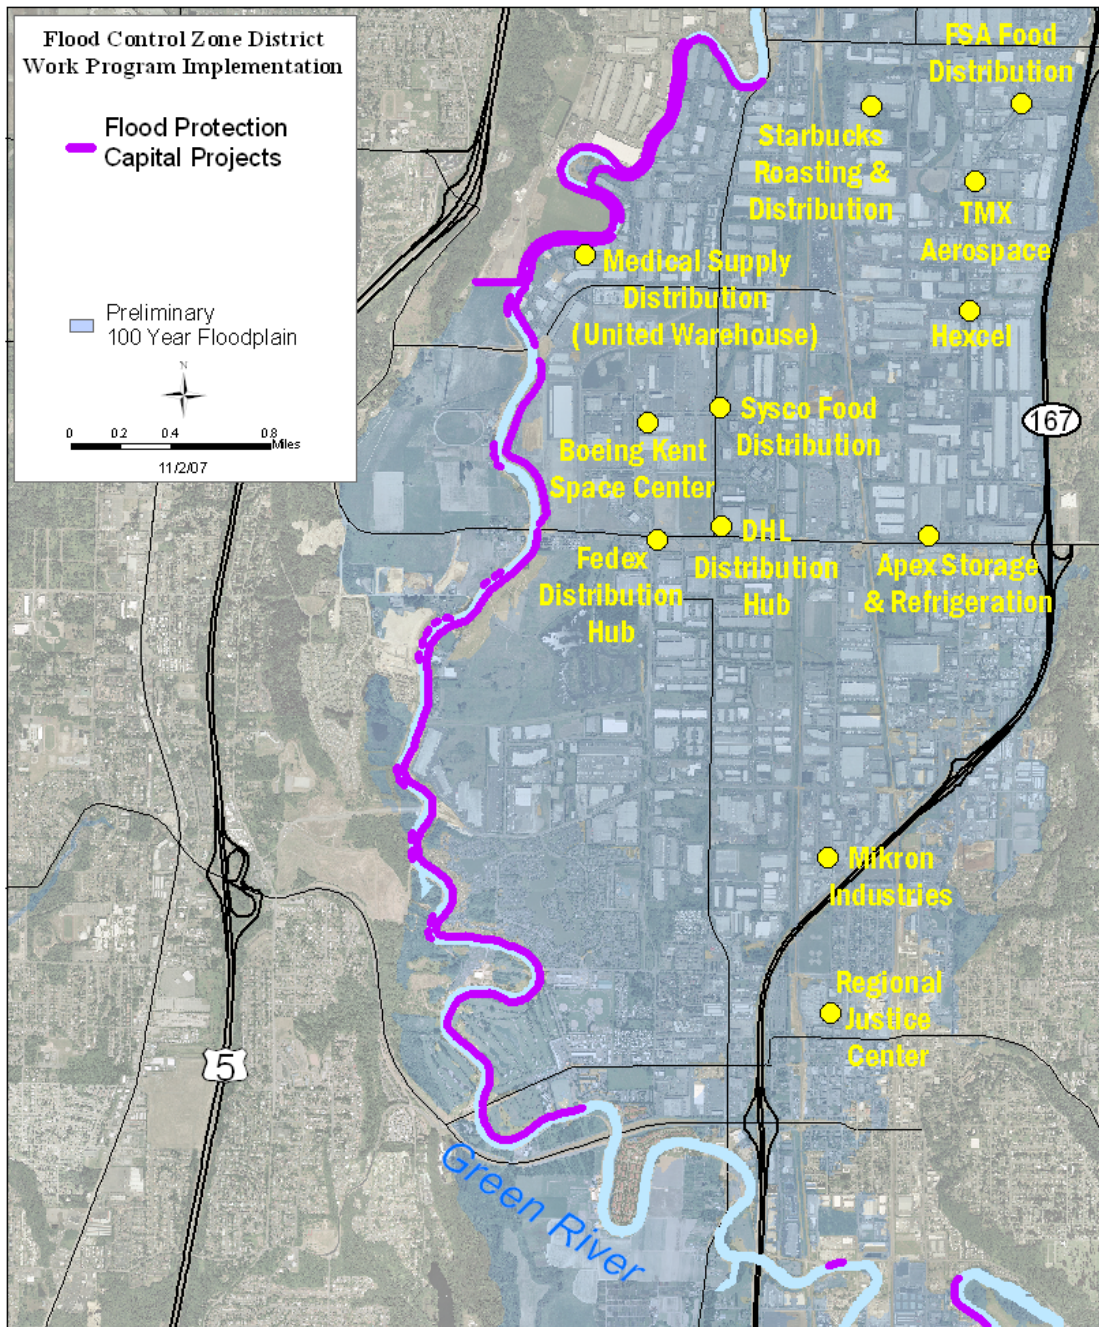 Flood Control Zone District
Work Program Implementation
Flood Protection
Capital Projects
Preliminary
100 Year Floodplain
N
0 0.2 0.4 0.8
Miles
11/2/07
FSA Food
Distribution
Starbucks
Roasting &
Distribution
TMX
Aerospace
Medical Supply
Distribution
(United Warehouse)
Hexcel
Sysco Food
Distribution
167
Boeing Kent
Space Center
DHL
Distribution
Hub
Fedex
Distribution
Hub
Apex Storage
& Refrigeration
Mikron
Industries
Regional
Justice
Center
5
Green River